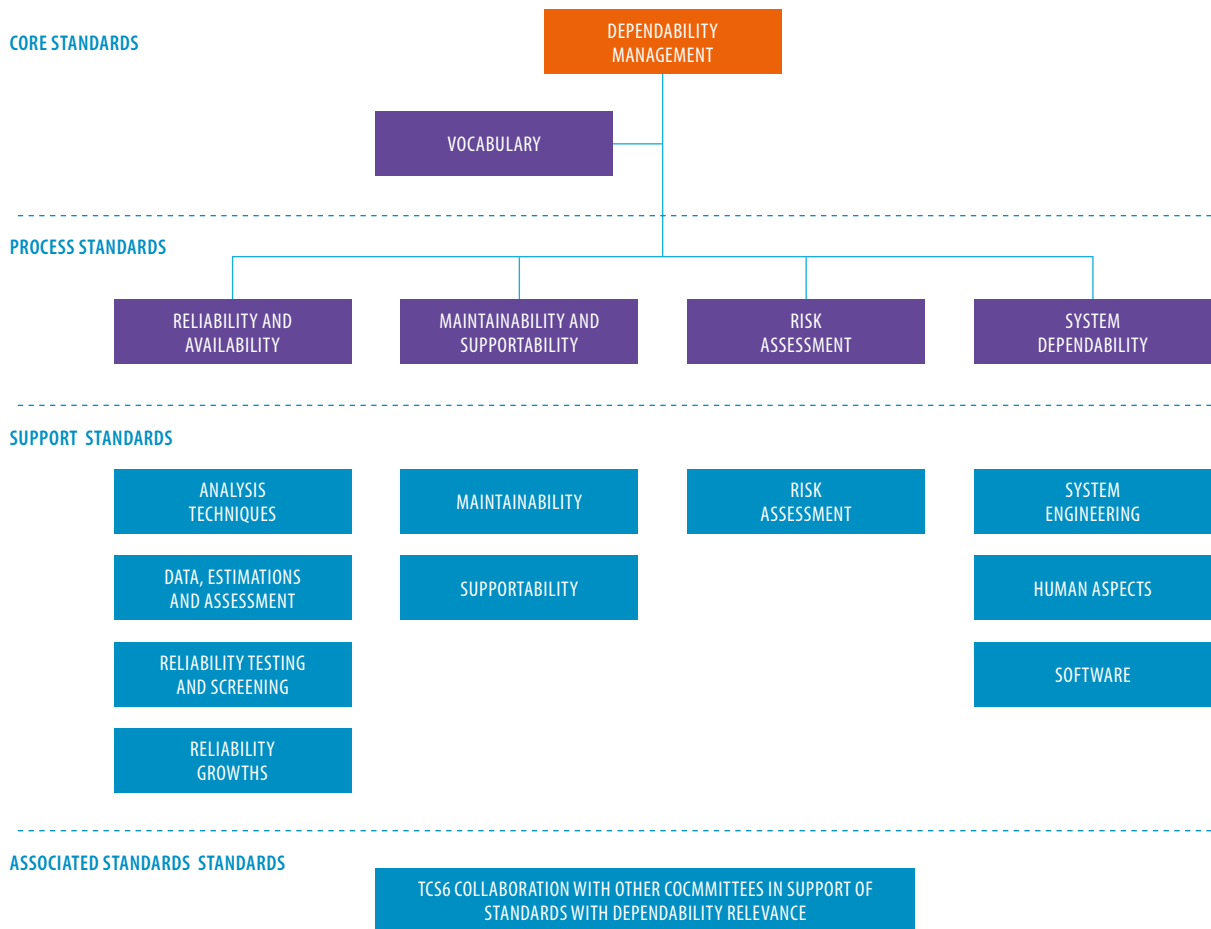 CORE STANDARDS
DEPENDABILITY
MANAGEMENT
VOCABULARY
PROCESS STANDARDS
RELIABILITY AND
AVAILABILITY
MAINTAINABILITY AND
SUPPORTABILITY
RISK
ASSESSMENT
SYSTEM
DEPENDABILITY
SUPPORT STANDARDS
ANALYSIS
TECHNIQUES
MAINTAINABILITY
RISK
ASSESSMENT
SYSTEM
ENGINEERING
DATA, ESTIMATIONS
AND ASSESSMENT
SUPPORTABILITY
HUMAN ASPECTS
RELIABILITY TESTING
AND SCREENING
SOFTWARE
RELIABILITY
GROWTHS
ASSOCIATED STANDARDS STANDARDS
TCS6 COLLABORATION WITH OTHER COCMMITTEES IN SUPPORT OF
STANDARDS WITH DEPENDABILITY RELEVANCE